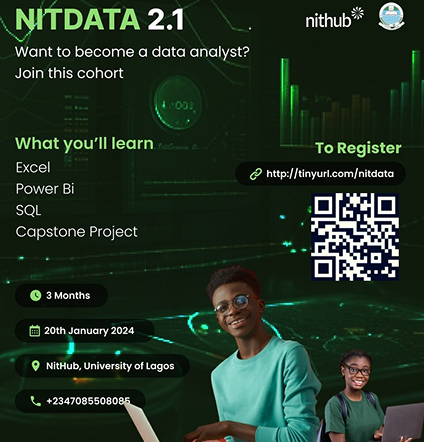 NITDATA 2.1
nithub
Want to become a data analyst?
Join this cohort
What you'll learn
Excel
Power Bi
SQL
Capstone Project
To Register
http://tinyurl.com/nitdata
3 Months
20th January 2024
NitHub, University of Lagos
+2347085508085